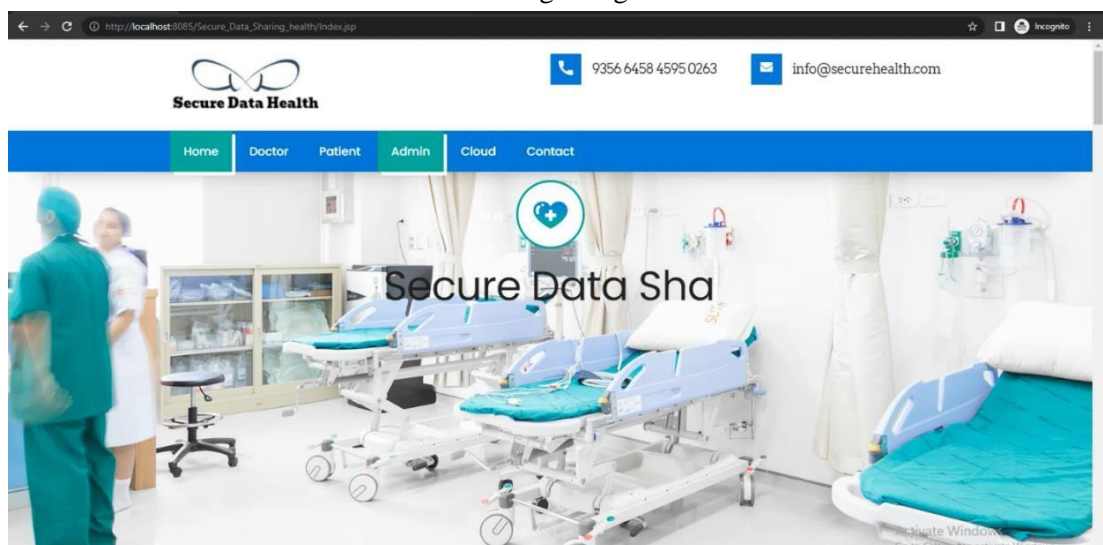 http://localhost:8085/Secure_Data_Sharing_health/Index.jsp
Incognito
Secure Data Health
9356 6458 4595 0263
info@securehealth.com
Home Doctor Patient Admin Cloud Contact
Secure Data Sha
Activate Windows